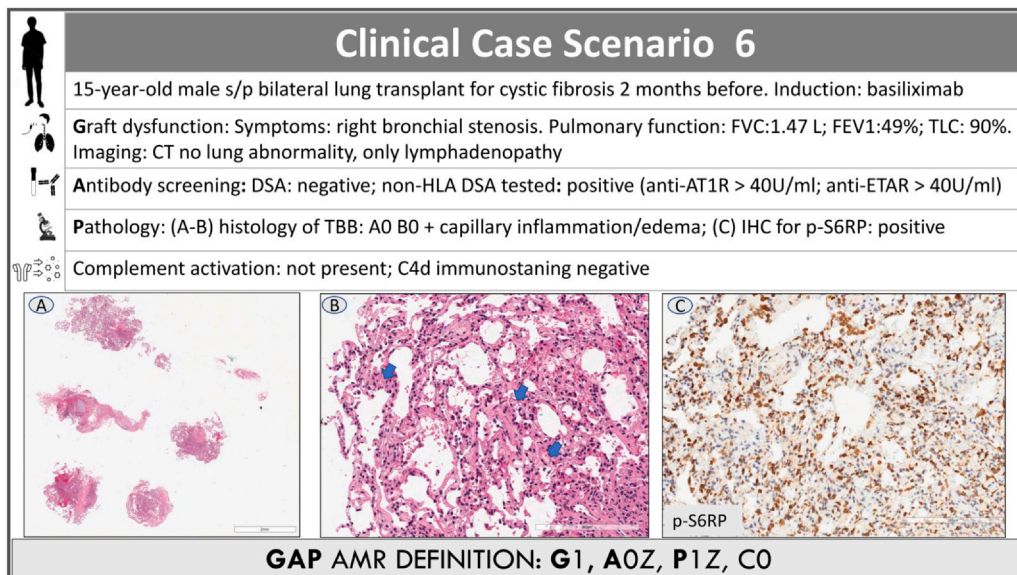 Clinical Case Scenario 6
15-year-old male s/p bilateral lung transplant for cystic fibrosis 2 months before. Induction: basiliximab
Graft dysfunction: Symptoms: right bronchial stenosis. Pulmonary function: FVC:1.47 L; FEV1:49%; TLC: 90%.
Imaging: CT no lung abnormality, only lymphadenopathy
Antibody screening: DSA: negative; non-HLA DSA tested: positive (anti-AT1R > 40U/ml; anti-ETAR > 40U/ml)
Pathology: (A-B) histology of TBB: A0 B0 + capillary inflammation/edema; (C) IHC for p-S6RP: positive
Complement activation: not present; C4d immunostaning negative
A
B
C
p-S6RP
GAP AMR DEFINITION: G1, A0Z, P1Z, C0